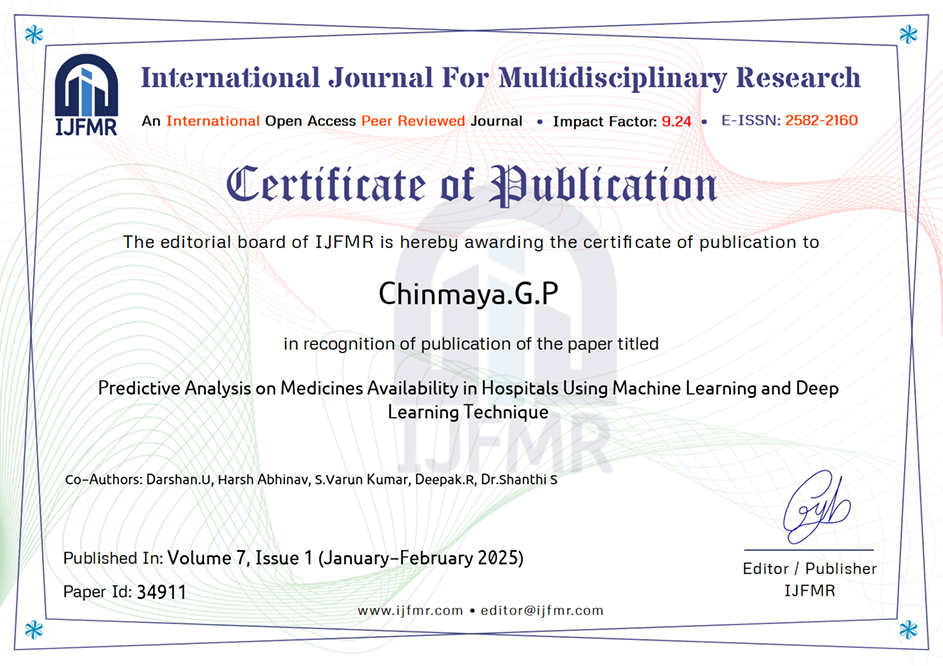 International Journal For Multidisciplinary Research
IJFMR
An International Open Access Peer Reviewed Journal • Impact Factor: 9.24 • E-ISSN: 2582-2160
Certificate of Publication
The editorial board of IJFMR is hereby awarding the certificate of publication to
Chinmaya.G.P
in recognition of publication of the paper titled
Predictive Analysis on Medicines Availability in Hospitals Using Machine Learning and Deep
Learning Technique
IJFMR
Co-Authors: Darshan.U, Harsh Abhinav, S.Varun Kumar, Deepak.R, Dr.Shanthi S
Published In: Volume 7, Issue 1 (January-February 2025)
Paper Id: 34911
Editor / Publisher
IJFMR
www.ijfmr.com • editor@ijfmr.com